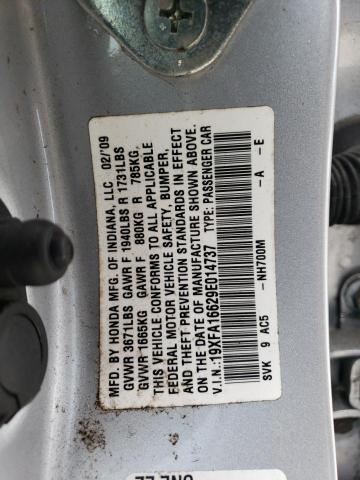 MFD. BY HONDA MFG. OF INDIANA, LLC 02/'09
GVWR 3671LBS GAWR F 1940LBS R 1731LBS
GVWR 1665KG GAWR F 880KG R 785KG
THIS VEHICLE CONFORMS TO ALL APPLICABLE
FEDERAL MOTOR VEHICLE SAFETY, BUMPER,
AND THEFT PREVENTION STANDARDS IN EFFECT
ON THE DATE OF MANUFACTURE SHOWN ABOVE.
V.I.N.:19XFA16629E014737 TYPE: PASSENGER CAR
SVK 9 AC5 - NH700M - A - E